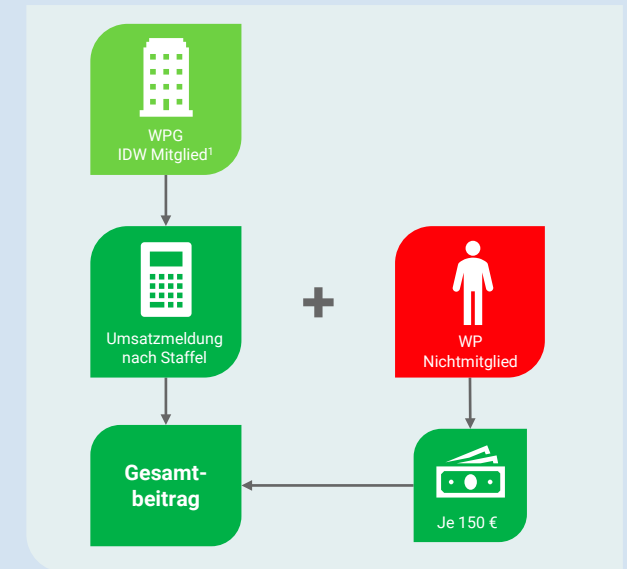 WPG
IDW Mitglied¹
Umsatzmeldung
nach Staffel
WP
Nichtmitglied
Gesamt-
beitrag
Je 150 €